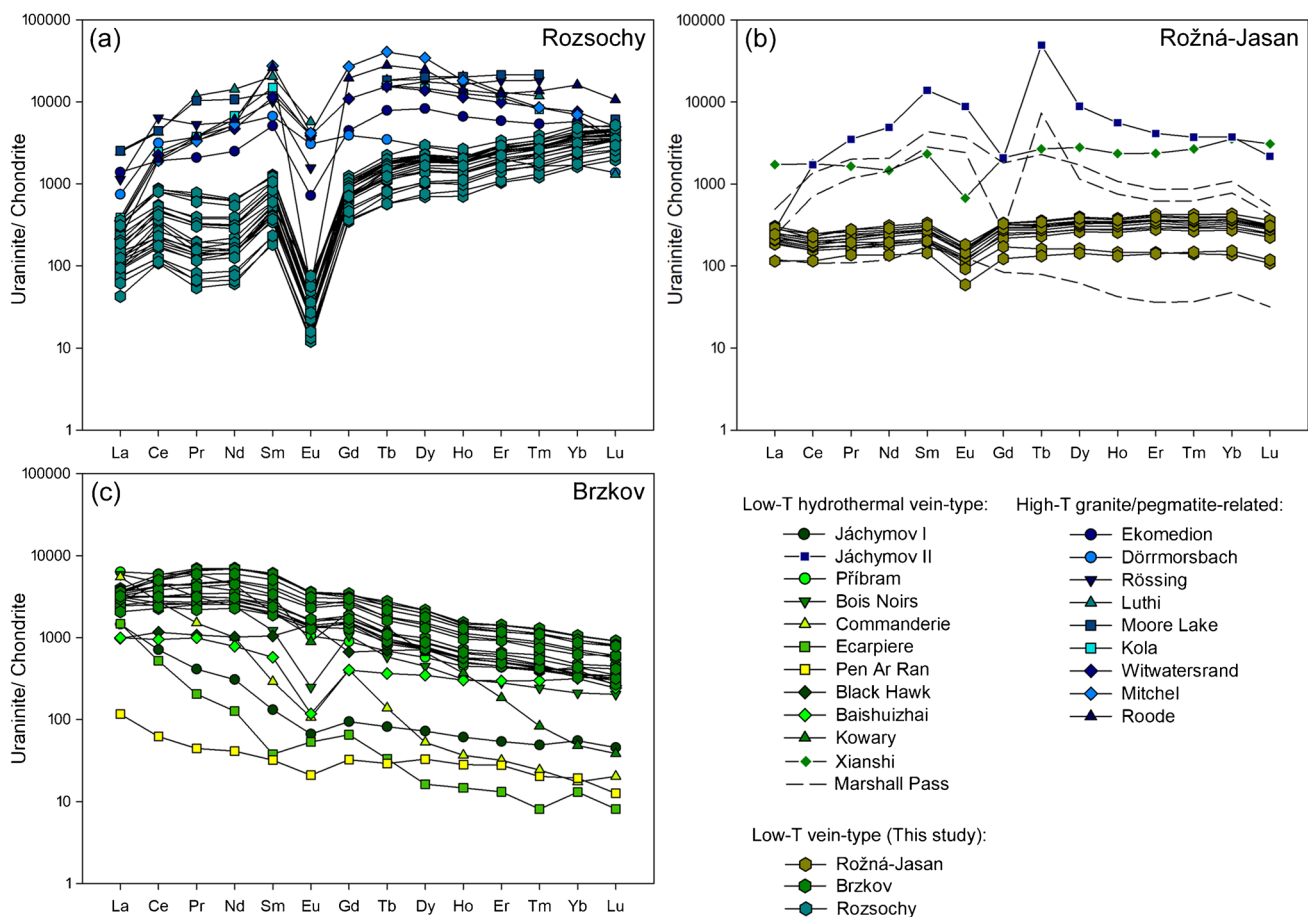 (a) Rozsochy
Uraninite/ Chondrite
100000
10000
1000
100
10
1
La Ce Pr Nd Sm Eu Gd Tb Dy Ho Er Tm Yb Lu
(b) Rožná-Jasan
Uraninite/ Chondrite
100000
10000
1000
100
10
1
La Ce Pr Nd Sm Eu Gd Tb Dy Ho Er Tm Yb Lu
(c) Brzkov
Uraninite/ Chondrite
100000
10000
1000
100
10
1
La Ce Pr Nd Sm Eu Gd Tb Dy Ho Er Tm Yb Lu
Low-T hydrothermal vein-type:
Jáchymov I
Jáchymov II
Příbram
Bois Noirs
Commanderie
Ecarpiere
Pen Ar Ran
Black Hawk
Baishuizhai
Kowary
Xianshi
Marshall Pass
High-T granite/pegmatite-related:
Ekomedion
Dörrmorsbach
Rössing
Luthi
Moore Lake
Kola
Witwatersrand
Mitchel
Roode
Low-T vein-type (This study):
Rožná-Jasan
Brzkov
Rozsochy